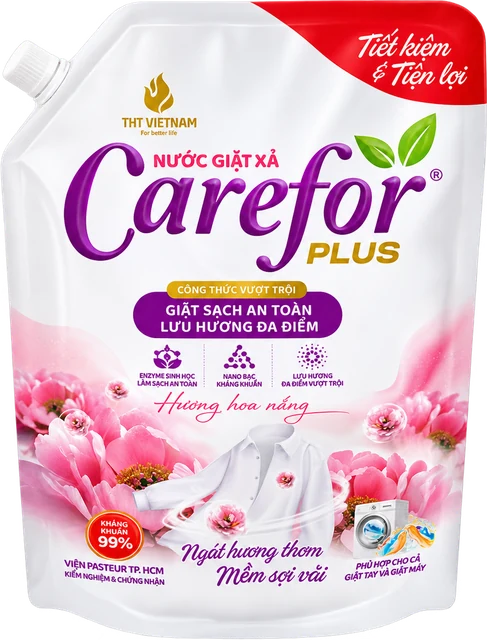 Tiết kiệm
& Tiện lợi
THT VIETNAM
For better life
NƯỚC GIẶT XẢ
Carefor®
PLUS
CÔNG THỨC VƯỢT TRỘI
GIẶT SẠCH AN TOÀN
LƯU HƯƠNG ĐA ĐIỂM
ENZYME SINH HỌC
LÀM SẠCH AN TOÀN
NANO BẠC
KHÁNG KHUẨN
LƯU HƯƠNG
ĐA ĐIỂM VƯỢT TRỘI
Hương hoa nắng
KHÁNG
KHUẨN
99%
VIỆN PASTEUR TP. HCM
KIỂM NGHIỆM & CHỨNG NHẬN
Ngát hương thơm
Mềm sợi vải
PHÙ HỢP CHO CẢ
GIẶT TAY VÀ GIẶT MÁY